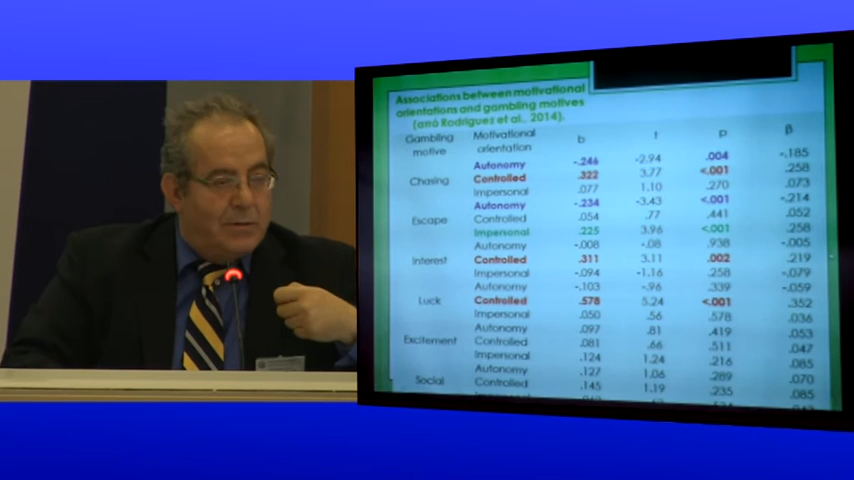 Associations between motivational
orientations and gambling motives
(από Rodriguez et al., 2014).
Gambling motive Motivational orientation b t p β
Chasing Autonomy -.246 -2.94 .004 -.185
Controlled .322 3.77 <.001 .258
Impersonal .077 1.10 .270 .073
Escape Autonomy -.234 -3.43 <.001 -.214
Controlled .054 .77 .441 .052
Impersonal .225 3.96 <.001 .258
Interest Autonomy -.008 -.08 .938 -.005
Controlled .311 3.11 .002 .219
Impersonal -.094 -1.16 .258 -.079
Luck Autonomy -.103 -.96 .339 -.059
Controlled .578 5.24 <.001 .352
Impersonal .050 .56 .578 .036
Excitement Autonomy .097 .81 .419 .053
Controlled .081 .66 .511 .047
Impersonal .124 1.24 .216 .085
Social Autonomy .127 1.06 .289 .070
Controlled .145 1.19 .235 .085